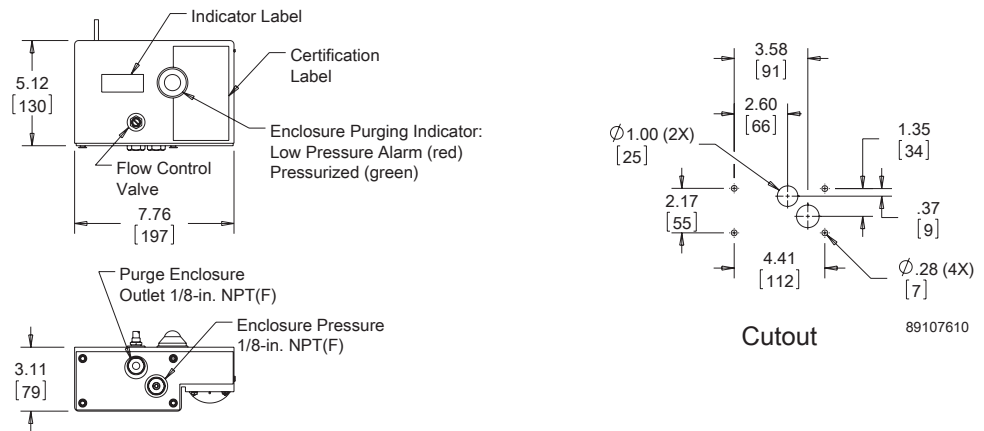 Indicator Label
Certification
Label
5.12
[130]
Enclosure Purging Indicator:
Low Pressure Alarm (red)
Pressurized (green)
Flow Control
Valve
7.76
[197]
Purge Enclosure
Outlet 1/8-in. NPT(F)
Enclosure Pressure
1/8-in. NPT(F)
3.11
[79]
3.58
[91]
2.60
[66]
Ø1.00 (2X)
[25]
1.35
[34]
2.17
[55]
.37
[9]
4.41
[112]
Ø.28 (4X)
[7]
Cutout
89107610